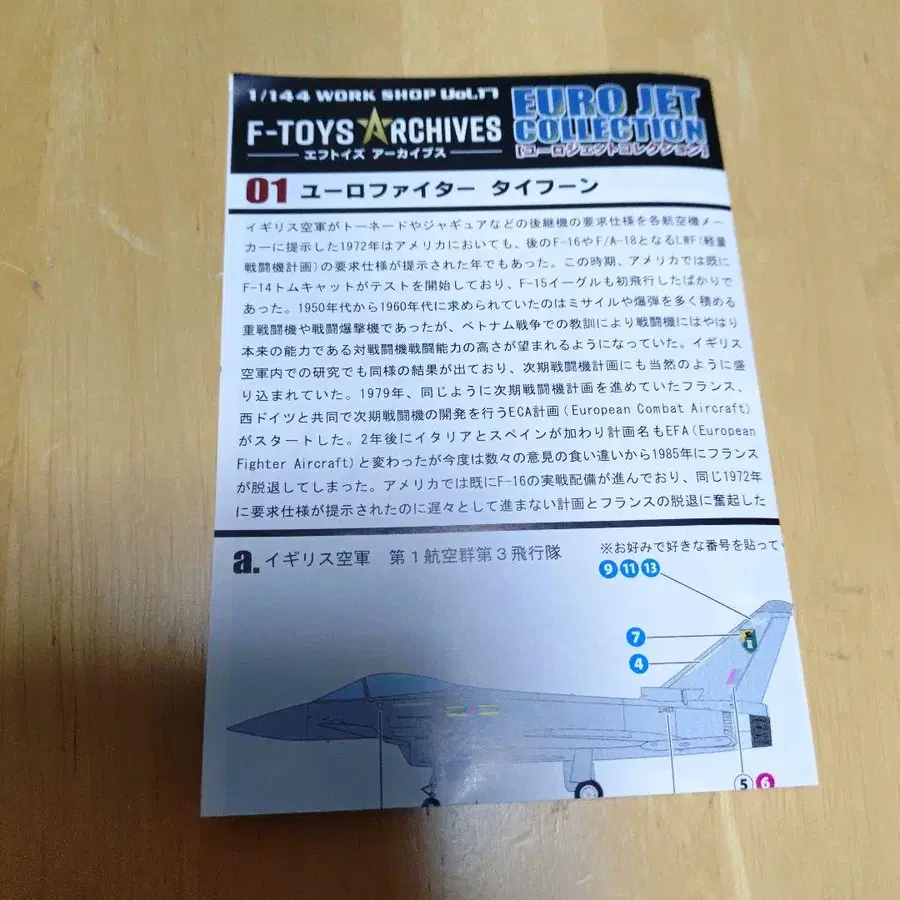 1/144 WORK SHOP Vol.17
F-TOYS ARCHIVES
エフトイズ アーカイブス
EURO JET
COLLECTION
[ユーロジェットコレクション]
01 ユーロファイター タイフーン
イギリス空軍がトーネードやジャギュアなどの後継機の要求仕様を各航空機メー
カーに提示した1972年はアメリカにおいても、後のF-16やF/A-18となるLWF(軽量
戦闘機計画)の要求仕様が提示された年でもあった。この時期、アメリカでは既に
F-14トムキャットがテストを開始しており、F-15イーグルも初飛行したばかりで
あった。1950年代から1960年代に求められていたのはミサイルや爆弾を多く積める
重戦闘機や戦闘爆撃機であったが、ベトナム戦争での教訓により戦闘機にはやはり
本来の能力である対戦闘機戦闘能力の高さが望まれるようになっていた。イギリス
空軍内での研究でも同様の結果が出ており、次期戦闘機計画にも当然のように盛
り込まれていた。1979年、同じように次期戦闘機計画を進めていたフランス、
西ドイツと共同で次期戦闘機の開発を行うECA計画(European Combat Aircraft)
がスタートした。2年後にイタリアとスペインが加わり計画名もEFA(European
Fighter Aircraft)と変わったが今度は数々の意見の食い違いから1985年にフランス
が脱退してしまった。アメリカでは既にF-16の実戦配備が進んでおり、同じ1972年
に要求仕様が提示されたのに遅々として進まない計画とフランスの脱退に奮起した
a. イギリス空軍 第1航空群第3飛行隊
※お好みで好きな番号を貼って
9 11 13
7
4
5 6